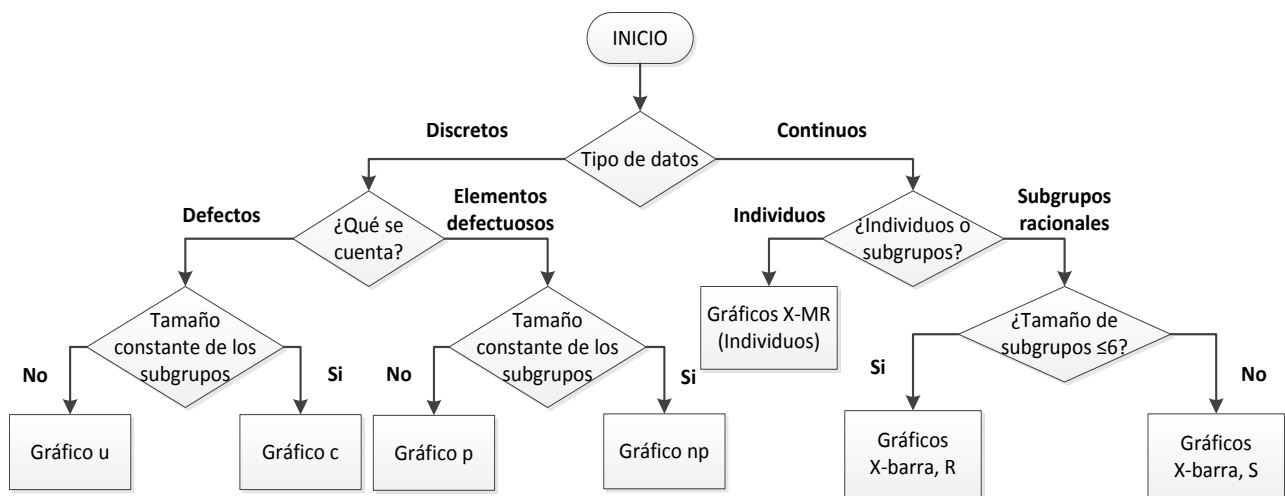 INICIO
Discretos
Continuos
Tipo de datos
Defectos
Elementos
defectuosos
Individuos
Subgrupos
racionales
¿Qué se
cuenta?
¿Individuos o
subgrupos?
Tamaño
constante de los
subgrupos
Tamaño
constante de los
subgrupos
Gráficos X-MR
(Individuos)
¿Tamaño de
subgrupos ≤6?
No
Si
No
Si
Si
No
Gráfico u
Gráfico c
Gráfico p
Gráfico np
Gráficos
X-barra, R
Gráficos
X-barra, S